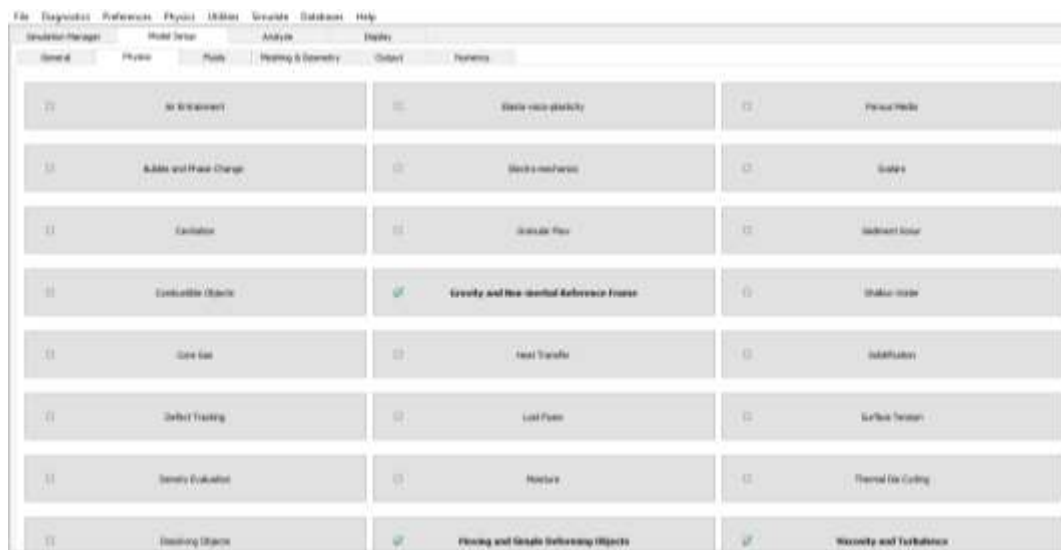 File Diagnostics Preferences Physics Utilities Simulate Databases Help
Simulation Manager Model Setup Analyze Display
General Physics Fluids Meshing & Geometry Output Numerics
Air Entrainment Elasto-visco-plasticity Porous Media
Bubble and Phase Change Electro-mechanics Scalars
Cavitation Granular Flow Sediment Scour
Combustible Objects Gravity and Non-inertial Reference Frame Shallow Water
Core Gas Heat Transfer Solidification
Defect Tracking Lost Foam Surface Tension
Density Evaluation Moisture Thermal Die Cycling
Dissolving Objects Moving and Simple Deforming Objects Viscosity and Turbulence